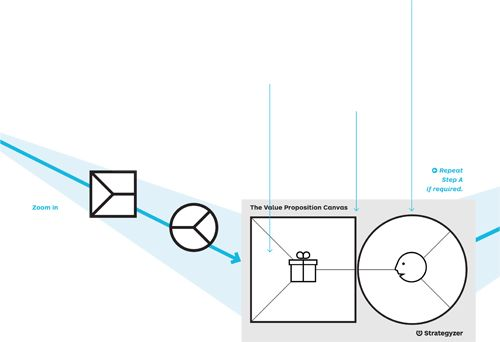 Repeat
Step A
if required.
Zoom in
The Value Proposition Canvas
Strategyzer